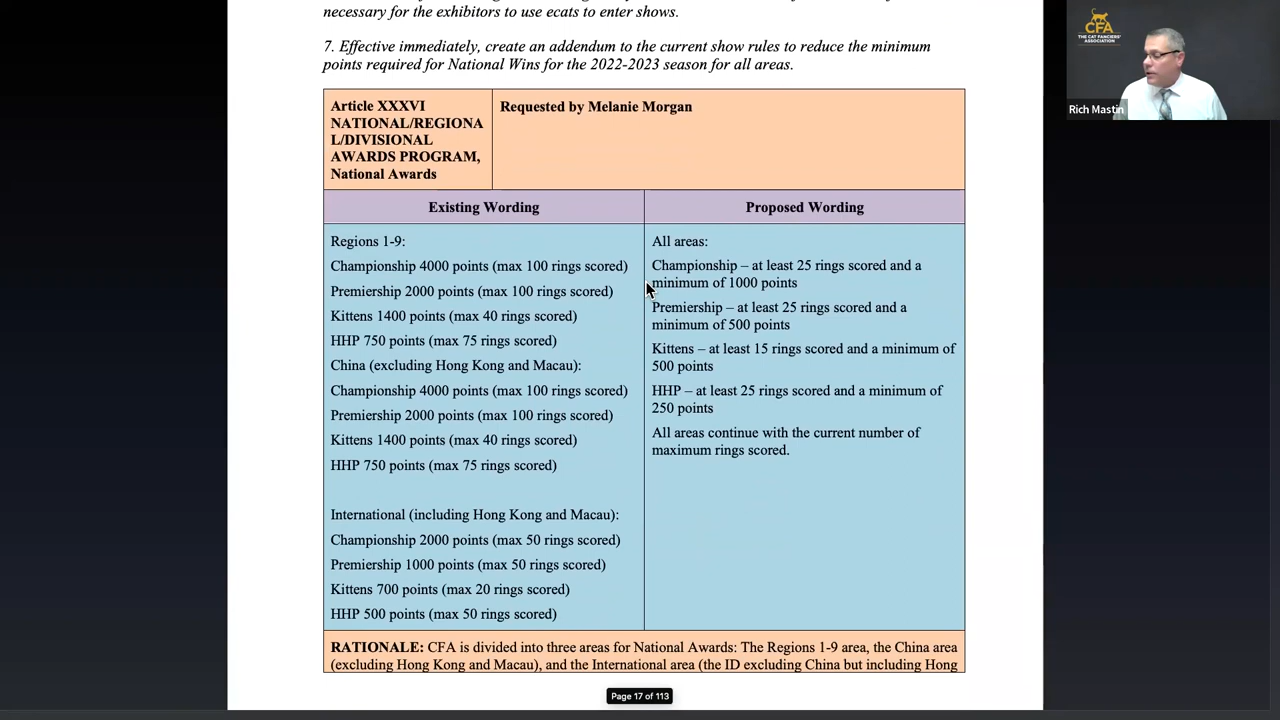 necessary for the exhibitors to use ecats to enter shows.
7. Effective immediately, create an addendum to the current show rules to reduce the minimum
points required for National Wins for the 2022-2023 season for all areas.
Article XXXVI
NATIONAL/REGIONA
L/DIVISIONAL
AWARDS PROGRAM,
National Awards
Requested by Melanie Morgan
Existing Wording
Proposed Wording
Regions 1-9:
Championship 4000 points (max 100 rings scored)
Premiership 2000 points (max 100 rings scored)
Kittens 1400 points (max 40 rings scored)
HHP 750 points (max 75 rings scored)
China (excluding Hong Kong and Macau):
Championship 4000 points (max 100 rings scored)
Premiership 2000 points (max 100 rings scored)
Kittens 1400 points (max 40 rings scored)
HHP 750 points (max 75 rings scored)
International (including Hong Kong and Macau):
Championship 2000 points (max 50 rings scored)
Premiership 1000 points (max 50 rings scored)
Kittens 700 points (max 20 rings scored)
HHP 500 points (max 50 rings scored)
All areas:
Championship – at least 25 rings scored and a
minimum of 1000 points
Premiership – at least 25 rings scored and a
minimum of 500 points
Kittens – at least 15 rings scored and a minimum of
500 points
HHP – at least 25 rings scored and a minimum of
250 points
All areas continue with the current number of
maximum rings scored.
RATIONALE: CFA is divided into three areas for National Awards: The Regions 1-9 area, the China area
(excluding Hong Kong and Macau), and the International area (the ID excluding China but including Hong
Page 17 of 113
CFA
THE CAT FANCIERS'
ASSOCIATION
Rich Mastin